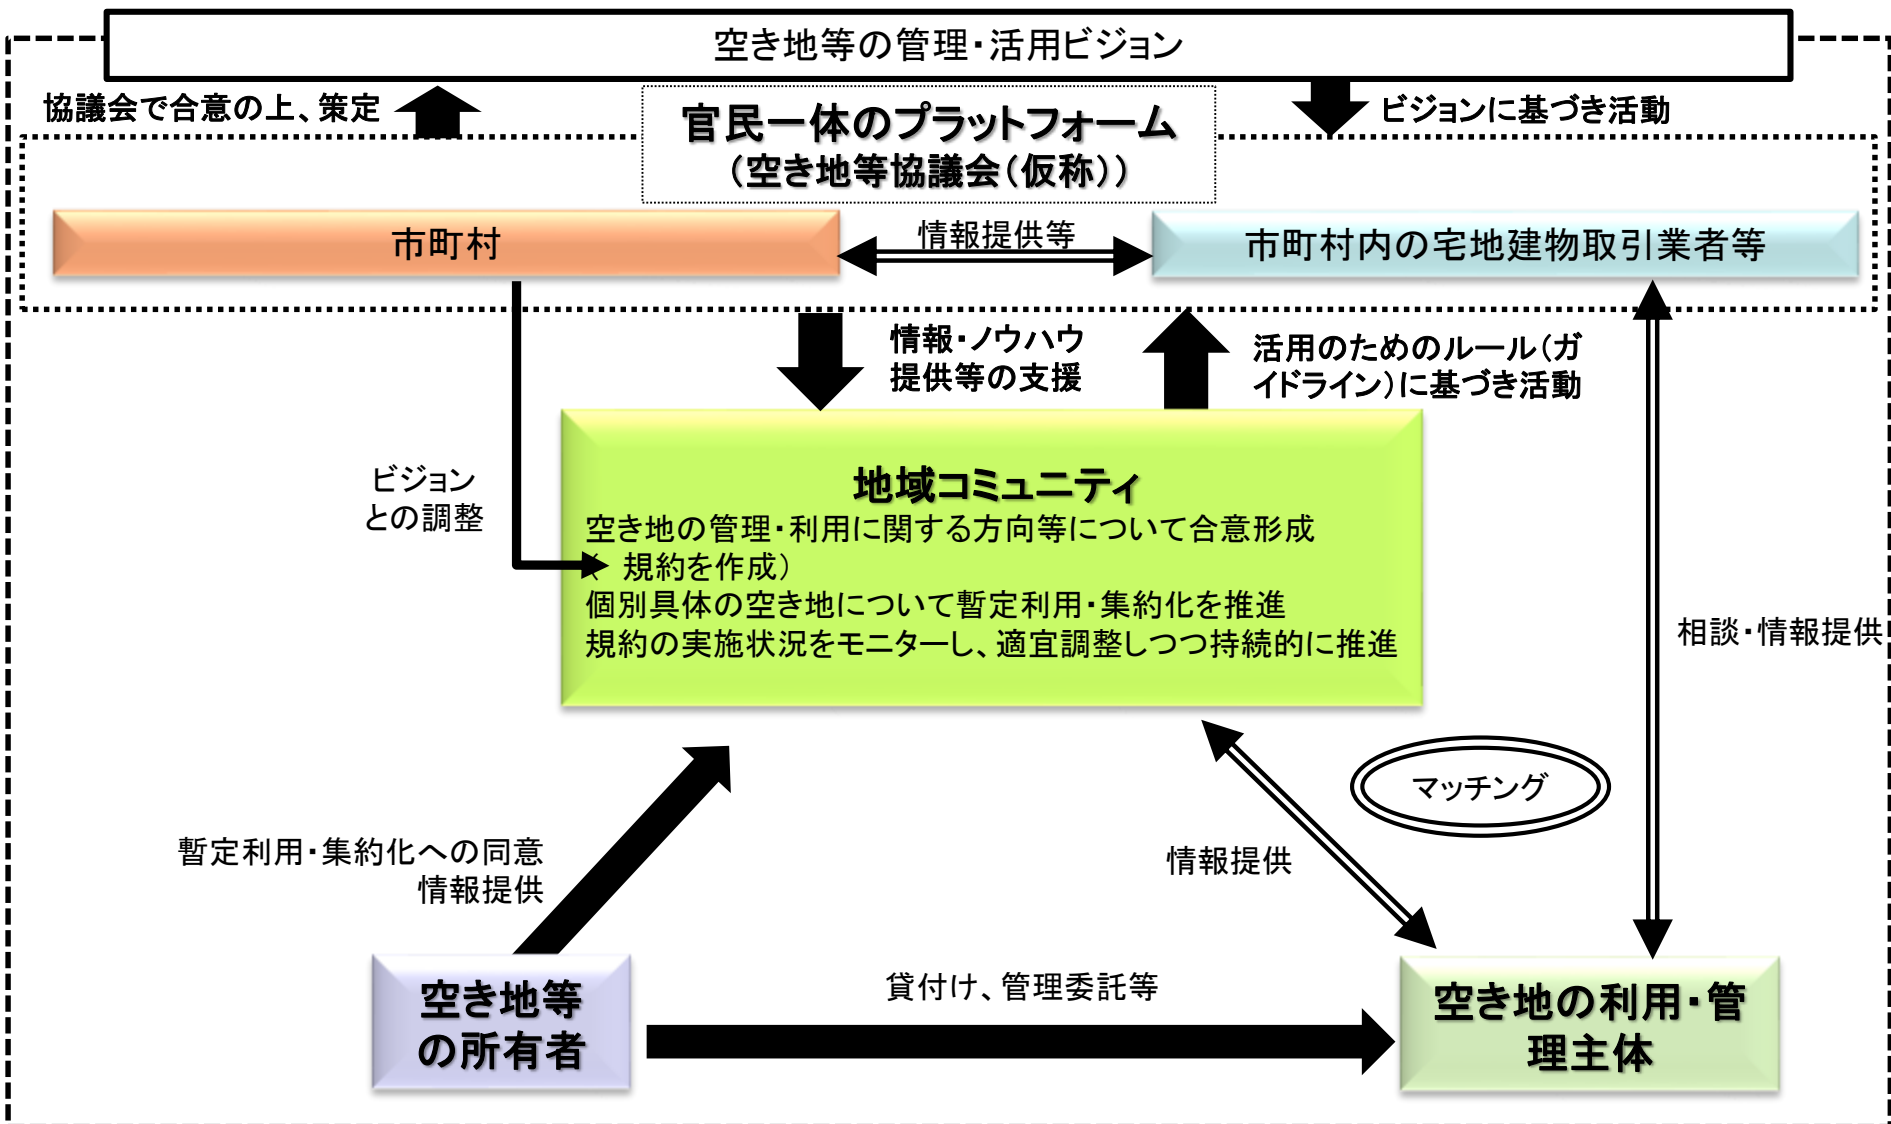 空き地等の管理・活用ビジョン
協議会で合意の上、策定
官民一体のプラットフォーム
（空き地等協議会（仮称））
ビジョンに基づき活動
市町村
情報提供等
市町村内の宅地建物取引業者等
情報・ノウハウ
提供等の支援
活用のためのルール（ガ
イドライン）に基づき活動
ビジョン
との調整
地域コミュニティ
空き地の管理・利用に関する方向等について合意形成
（　規約を作成）
個別具体の空き地について暫定利用・集約化を推進
規約の実施状況をモニターし、適宜調整しつつ持続的に推進
相談・情報提供
マッチング
暫定利用・集約化への同意
情報提供
情報提供
空き地等
の所有者
貸付け、管理委託等
空き地の利用・管
理主体